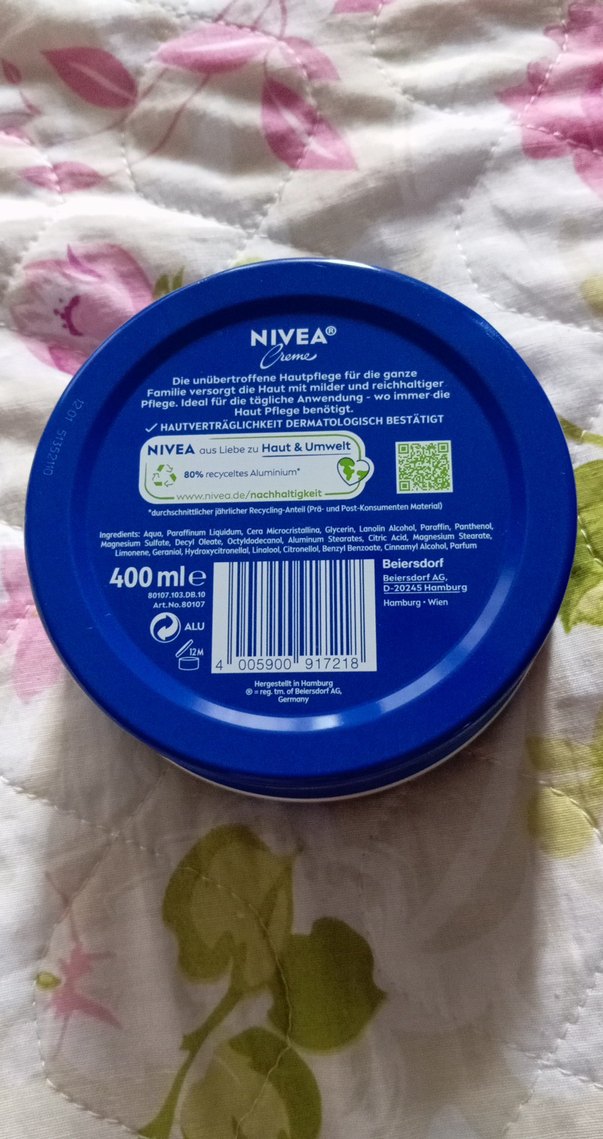 NIVEA®
Creme
Die unübertroffene Hautpflege für die ganze
Familie versorgt die Haut mit milder und reichhaltiger
Pflege. Ideal für die tägliche Anwendung - wo immer die
Haut Pflege benötigt.
✓ HAUTVERTRÄGLICHKEIT DERMATOLOGISCH BESTÄTIGT
NIVEA aus Liebe zu Haut & Umwelt
80% recyceltes Aluminium*
www.nivea.de/nachhaltigkeit
*durchschnittlicher jährlicher Recycling-Anteil (Prä- und Post-Konsumenten Material)
Ingredients: Aqua, Paraffinum Liquidum, Cera Microcristallina, Glycerin, Lanolin Alcohol, Paraffin, Panthenol,
Magnesium Sulfate, Decyl Oleate, Octyldodecanol, Aluminum Stearates, Citric Acid, Magnesium Stearate,
Limonene, Geraniol, Hydroxycitronellal, Linalool, Citronellol, Benzyl Benzoate, Cinnamyl Alcohol, Parfum
400 ml ℮
80107.103.DB.10
Art.No.80107
ALU
12M
4 005900 917218
Beiersdorf
Beiersdorf AG,
D-20245 Hamburg
Hamburg • Wien
Hergestellt in Hamburg
® = reg. tm. of Beiersdorf AG,
Germany